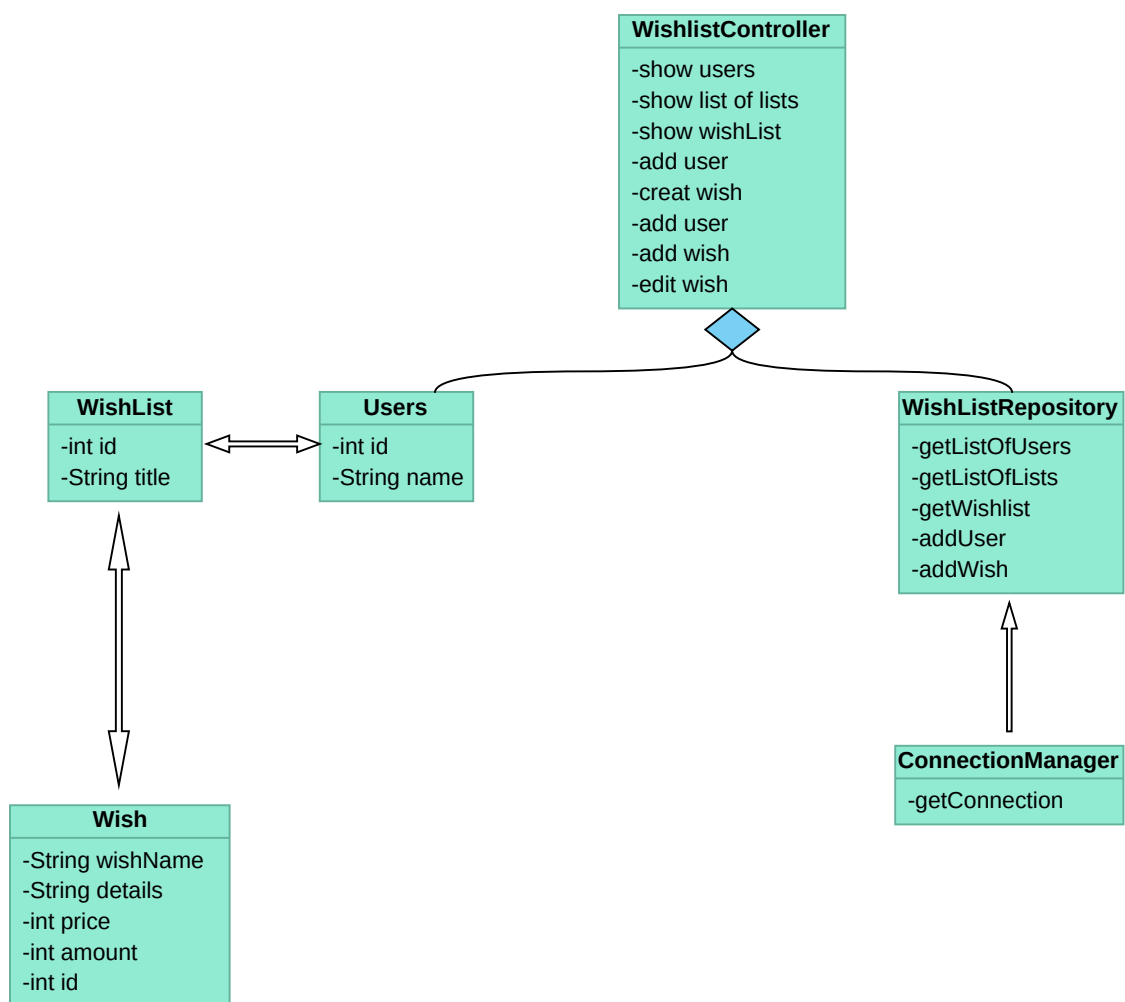 WishlistController
-show users
-show list of lists
-show wishList
-add user
-creat wish
-add user
-add wish
-edit wish
WishList
-int id
-String title
Users
-int id
-String name
WishListRepository
-getListOfUsers
-getListOfLists
-getWishlist
-addUser
-addWish
ConnectionManager
-getConnection
Wish
-String wishName
-String details
-int price
-int amount
-int id